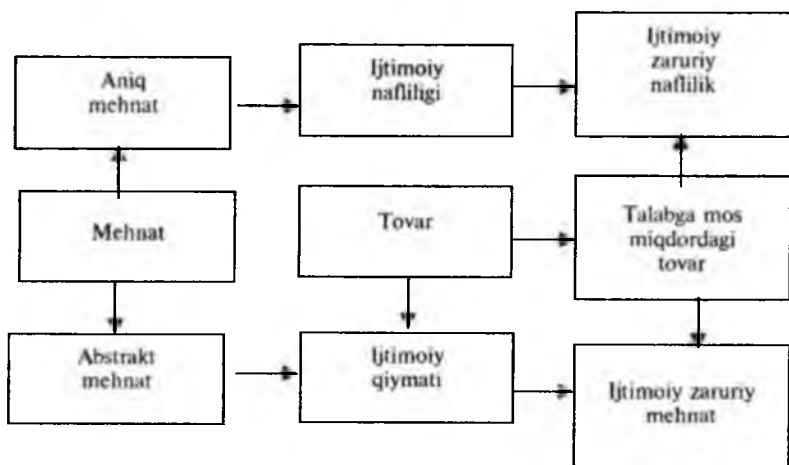 Aniq
mehnat
Ijtimoiy
nafliligi
Ijtimoiy
zaruriy
naflilik
Mehnat
Tovar
Talabga mos
miqdordagi
tovar
Abstrakt
mehnat
Ijtimoiy
qiymati
Ijtimoiy zaruriy
mehnat